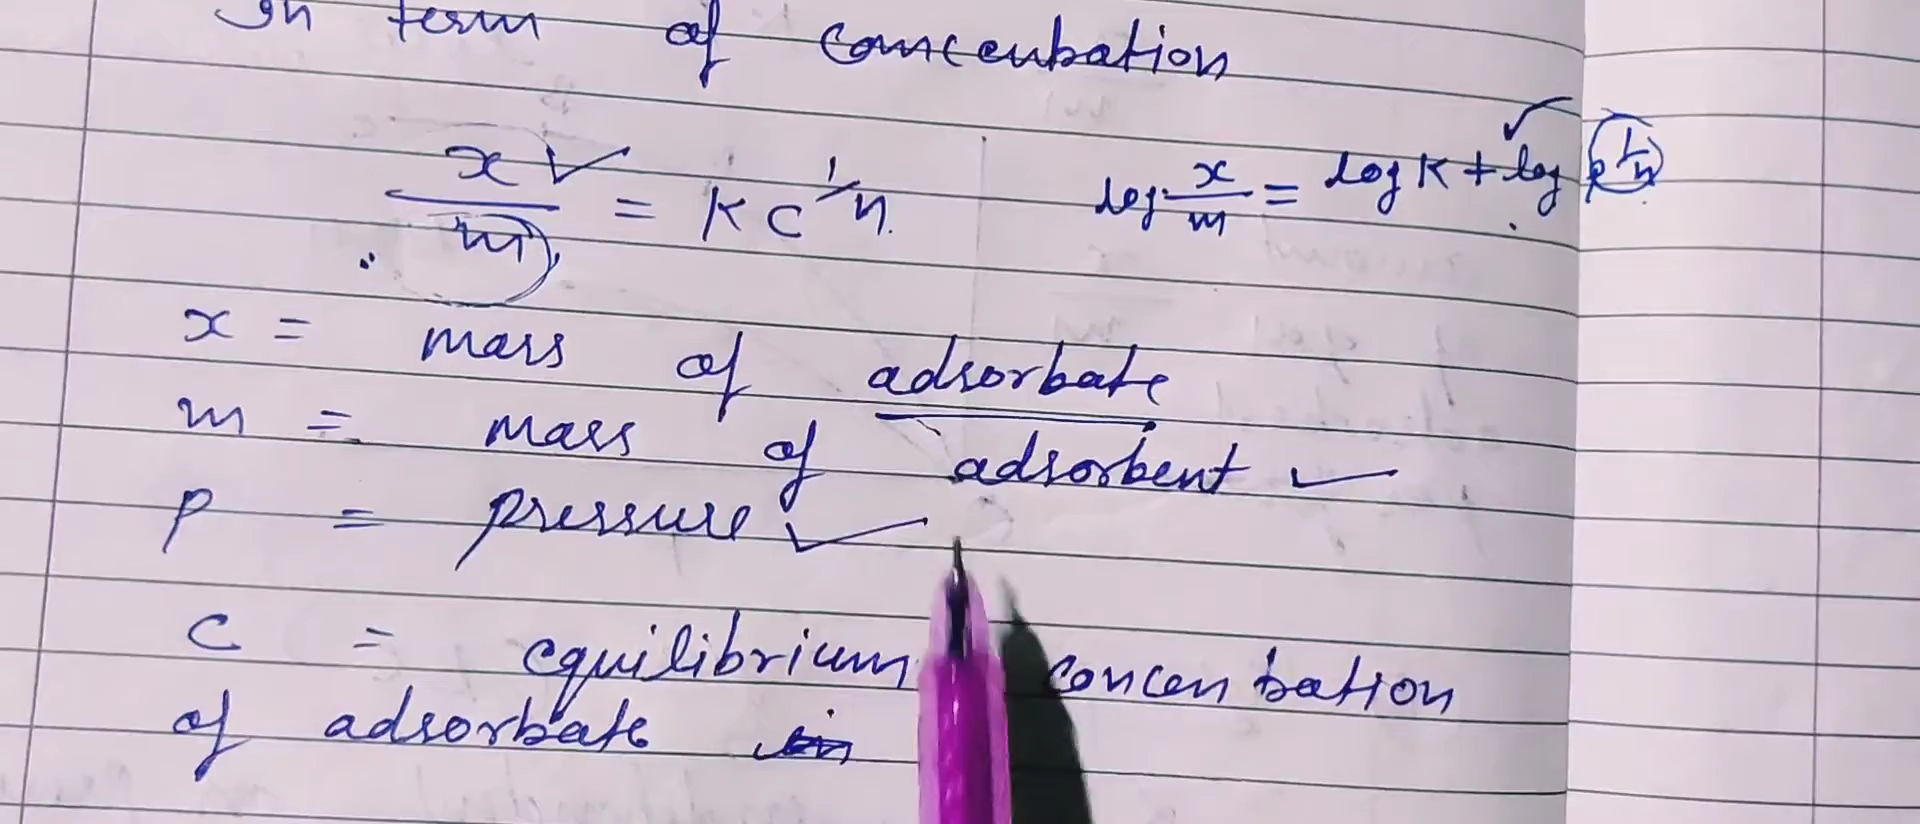 In term of concentration
x/m = K C^1/n
log x/m = log K + log P^1/n
x = mass of adsorbate
m = mass of adsorbent
P = pressure
C = equilibrium concentration
of adsorbate